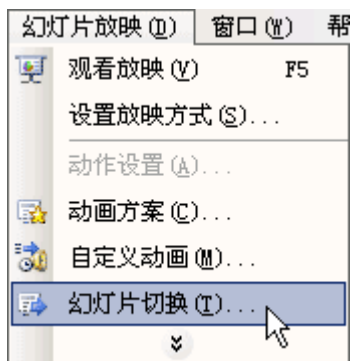 幻灯片放映(D) 窗口(W) 帮
观看放映(V) F5
设置放映方式(S)...
动作设置(A)...
动画方案(C)...
自定义动画(M)...
幻灯片切换(T)...